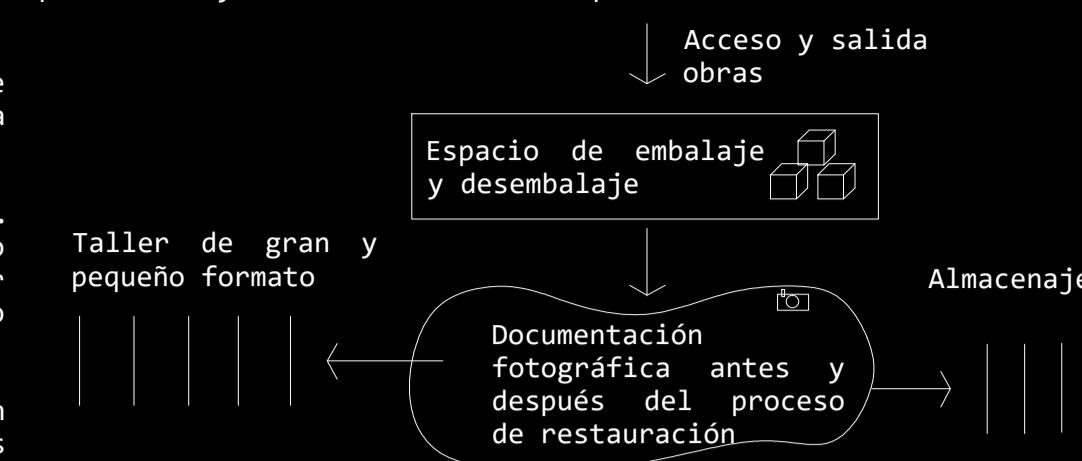 Acceso y salida
obras
Espacio de embalaje
y desembalaje
Taller de gran y
pequeño formato
Almacenaje
Documentación
fotográfica antes y
después del proceso
de restauración